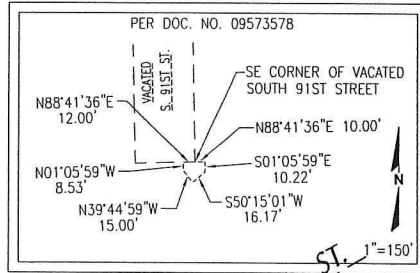 PER DOC. NO. 09573578
VACATED
S. 91ST ST.
SE CORNER OF VACATED
SOUTH 91ST STREET
N88°41'36"E
12.00'
N88°41'36"E 10.00'
N01°05'59"W
8.53'
S01°05'59"E
10.22'
N39°44'59"W
15.00'
S50°15'01"W
16.17'
N
ST.
1"=150'